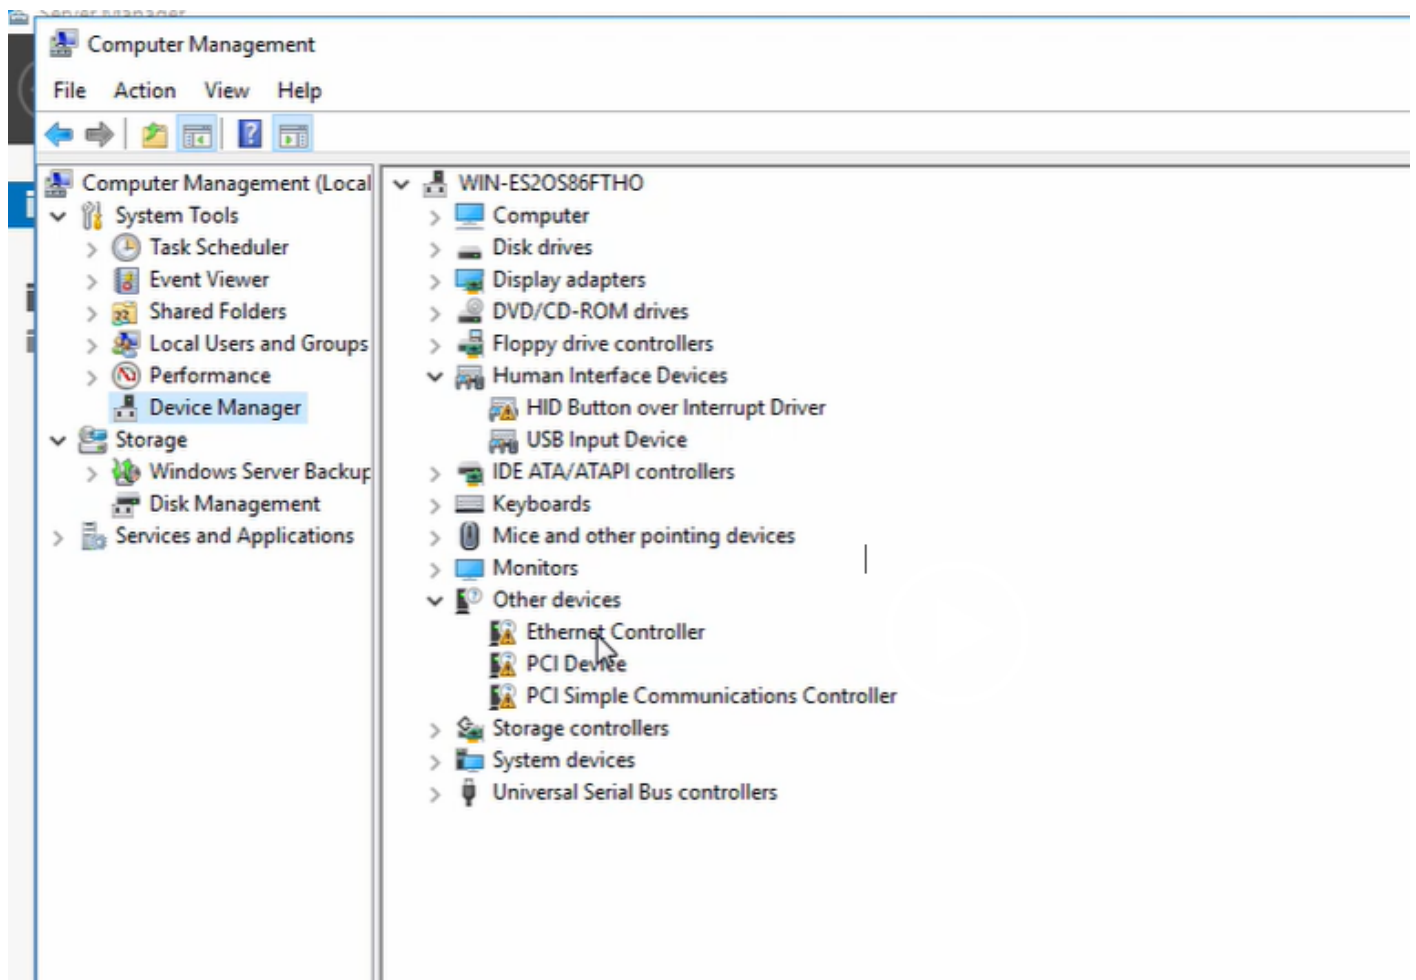 Server Manager
Computer Management
File Action View Help
Computer Management (Local
System Tools
Task Scheduler
Event Viewer
Shared Folders
Local Users and Groups
Performance
Device Manager
Storage
Windows Server Backup
Disk Management
Services and Applications
WIN-ES2OS86FTHO
Computer
Disk drives
Display adapters
DVD/CD-ROM drives
Floppy drive controllers
Human Interface Devices
HID Button over Interrupt Driver
USB Input Device
IDE ATA/ATAPI controllers
Keyboards
Mice and other pointing devices
Monitors
Other devices
Ethernet Controller
PCI Device
PCI Simple Communications Controller
Storage controllers
System devices
Universal Serial Bus controllers